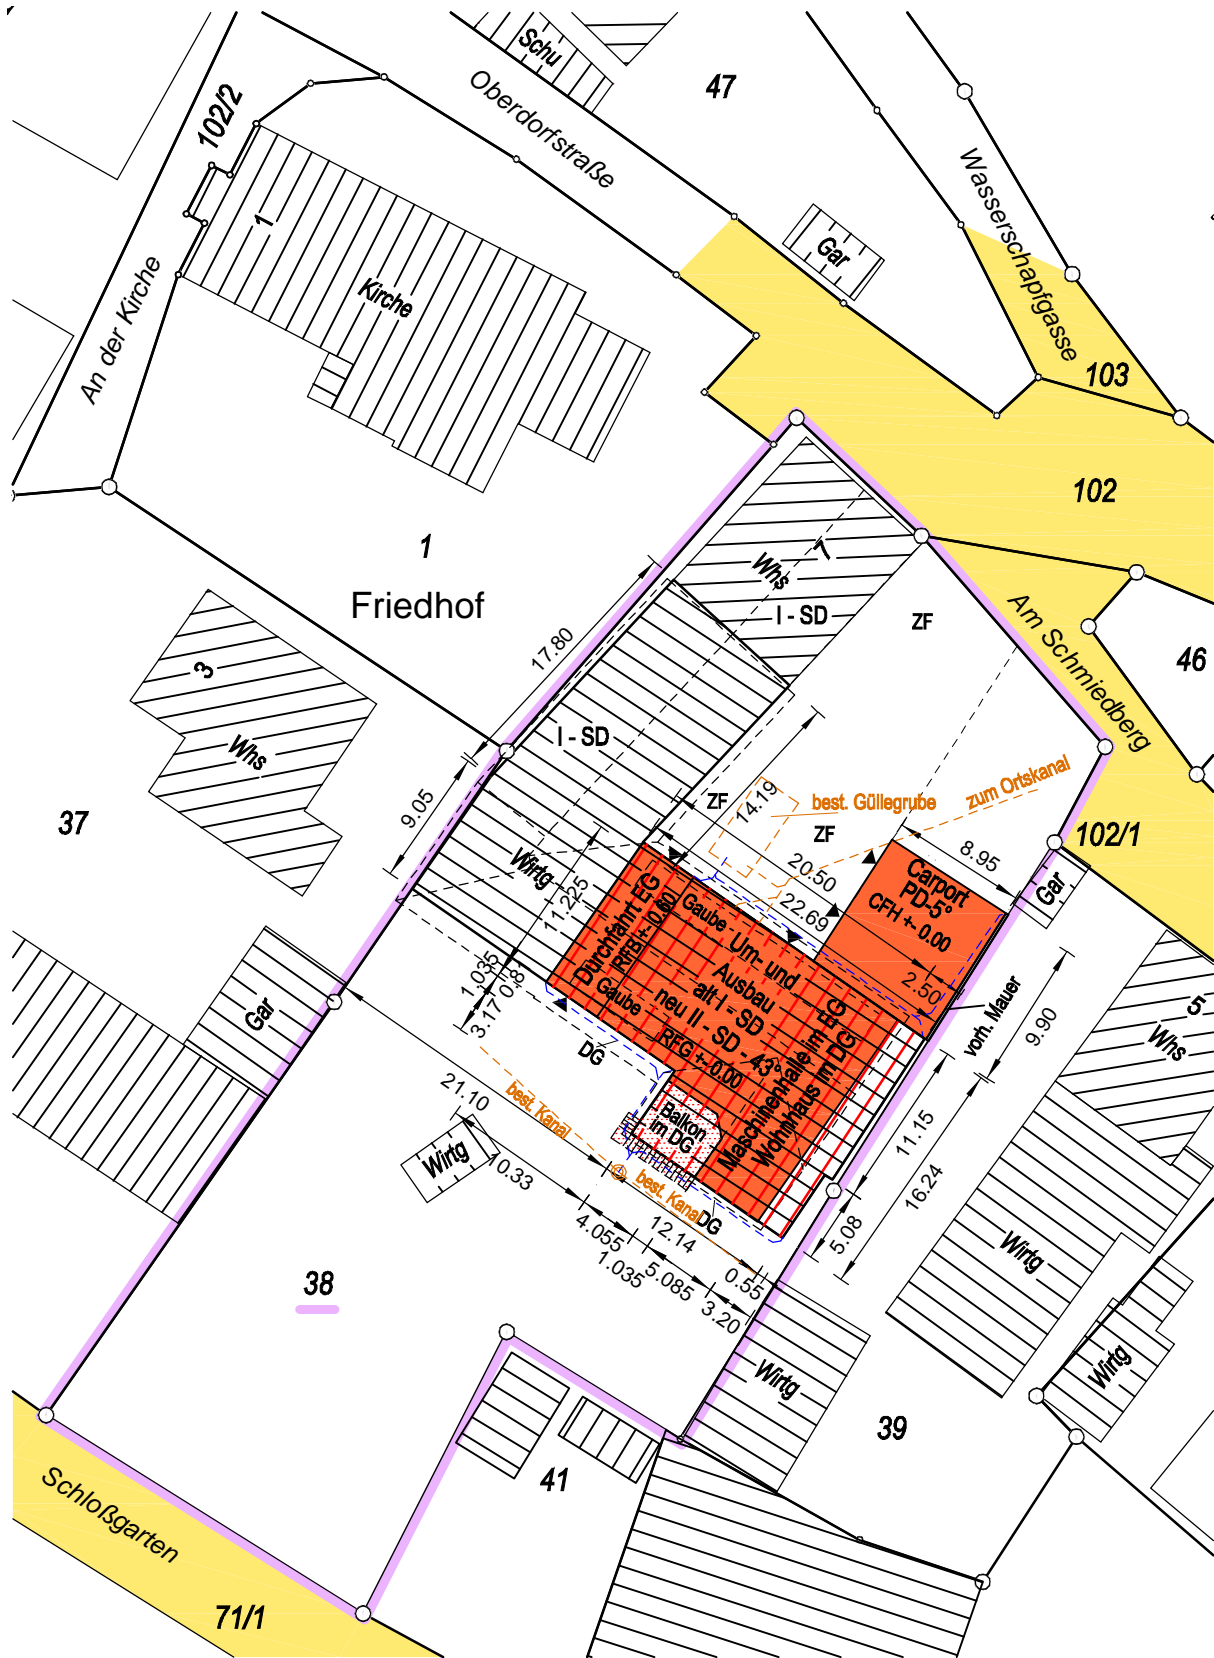 Schu
47
102/2
Oberdorfstraße
Wasserschapfgasse
1
Gar
Kirche
An der Kirche
103
102
1
Friedhof
7
Whs
I - SD
ZF
Am Schmiedberg
46
17.80
3
Whs
I - SD
37
9.05
ZF
14.19
best. Güllegrube
zum Ortskanal
ZF
102/1
8.95
20.50
22.69
Wirtg
11.225
Carport
PD-5°
CFH +- 0.00
Gar
Durchfahrt EG
RFB +- 0.60
Gaube
Um- und
Ausbau
alt I - SD
neu II - SD - 43°
Gaube
RFG +- 0.00
2.50
vorh. Mauer
9.90
5
Whs
Gar
1.035
0.8
3.17
DG
Maschinenhalle im EG
Wohnhaus im DG
21.10
best. Kanal
Balkon
im DG
11.15
16.24
Wirtg
10.33
best. Kanal
DG
4.055
12.14
5.08
Wirtg
1.035
5.085
0.55
3.20
38
Wirtg
Wirtg
39
41
Schloßgarten
71/1